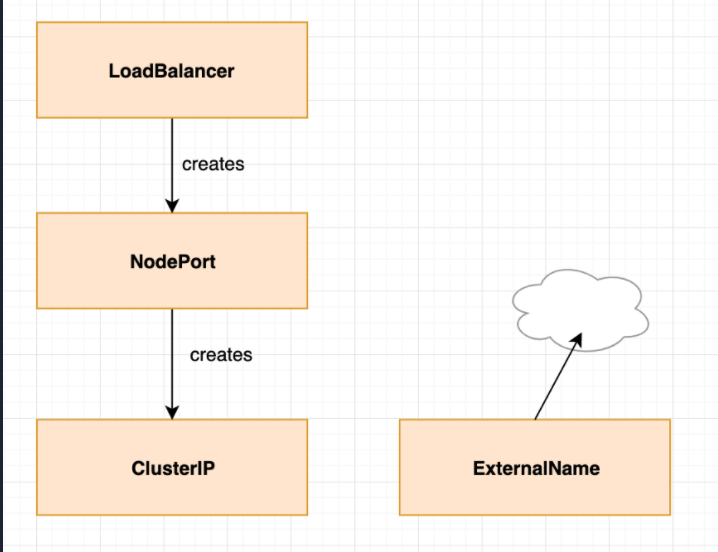 LoadBalancer
creates
NodePort
creates
ClusterIP
ExternalName